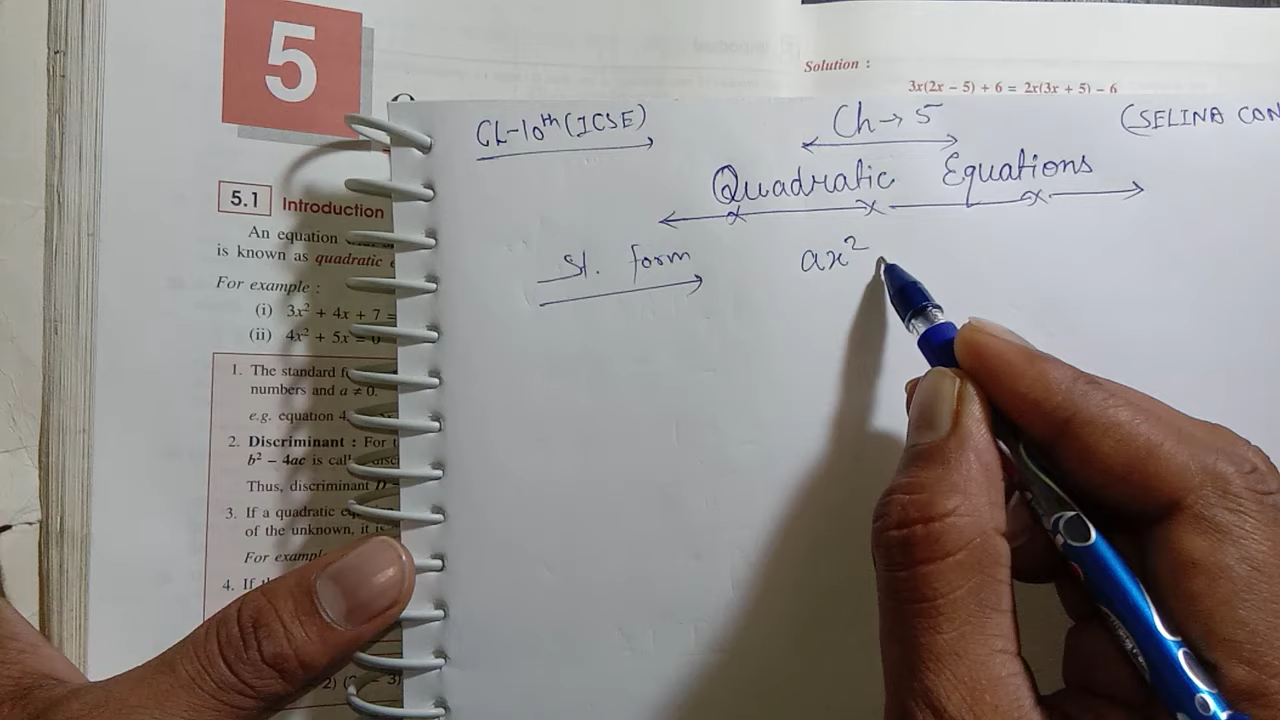 5
5.1 Introduction
An equation
is known as quadratic
For example :
(i) 3x² + 4x + 7 =
(ii) 4x² + 5x = 0
1. The standard
numbers and a ≠ 0.
e.g. equation 4
2. Discriminant : For
b² – 4ac is
Thus, discriminant D
3. If a quadratic
of the unknown, it is
For example
4. If
Solution :
3x(2x – 5) + 6 = 2x(3x + 5) – 6
CL-10th (ICSE)
Ch → 5
(SELINA CON
Quadratic Equations
St. form
ax²